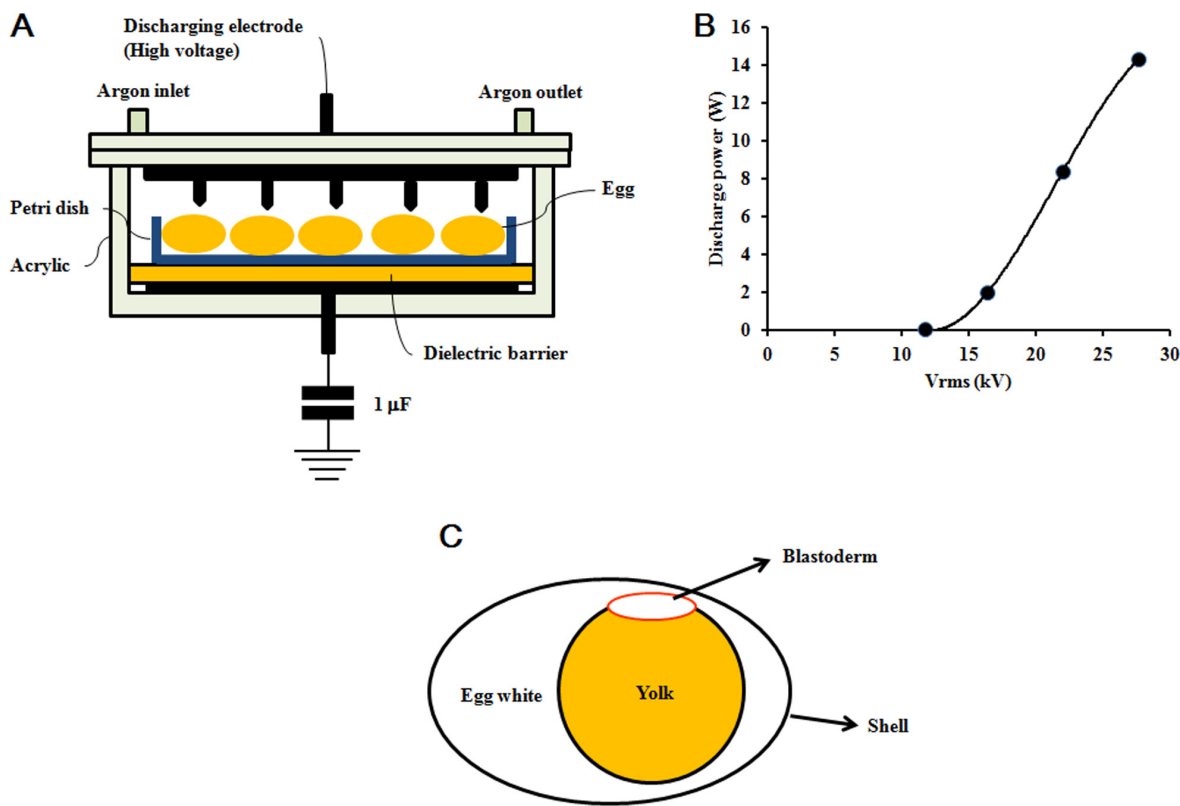 A
Discharging electrode
(High voltage)
Argon inlet
Argon outlet
Petri dish
Egg
Acrylic
Dielectric barrier
1 μF
B
Discharge power (W)
16
14
12
10
8
6
4
2
0
0 5 10 15 20 25 30
Vrms (kV)
C
Blastoderm
Egg white
Yolk
Shell